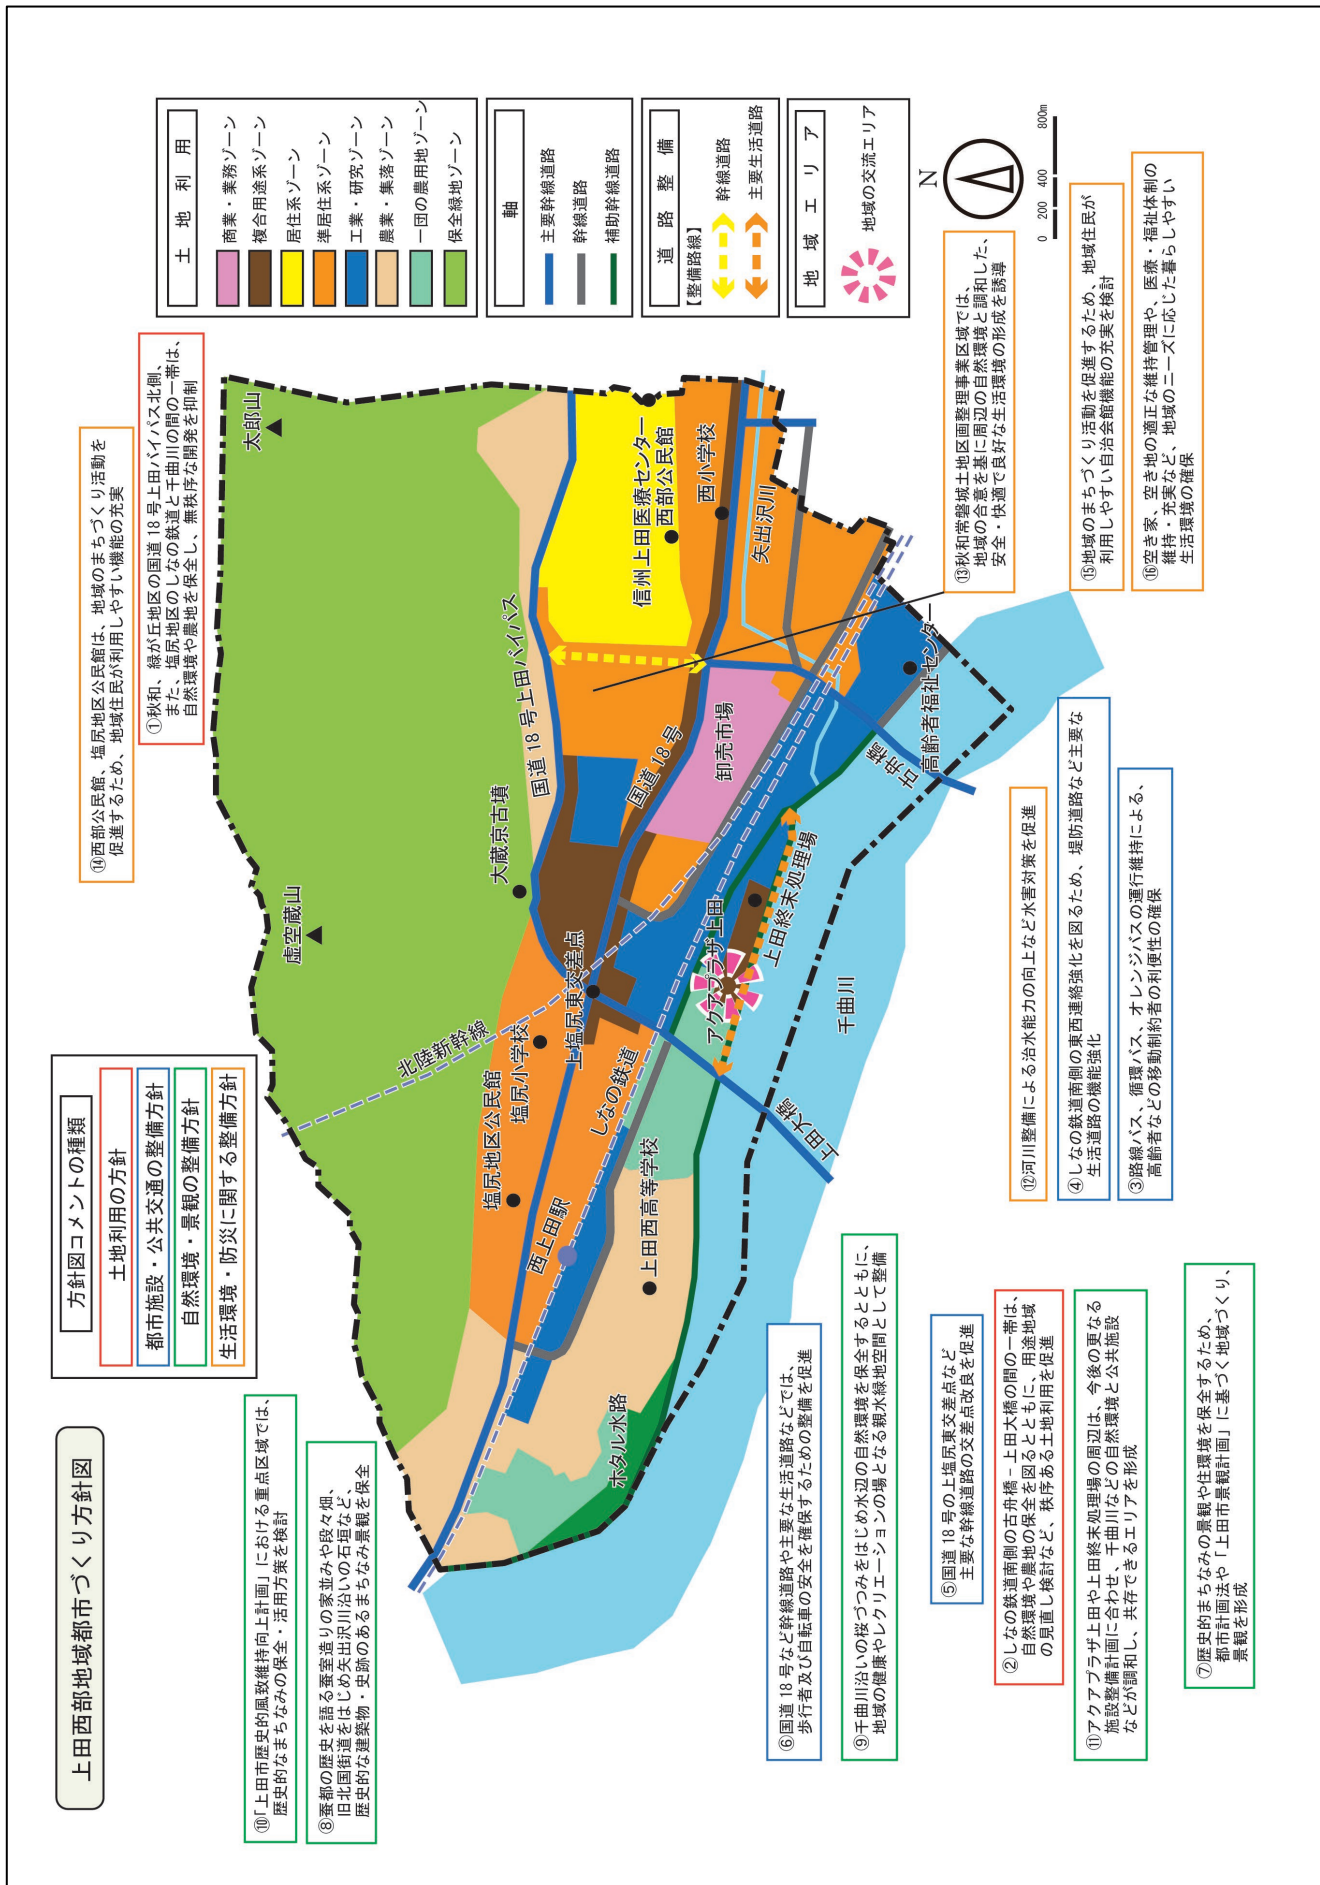 上田西部地域都市づくり方針図
方針図コメントの種類
土地利用の方針
都市施設・公共交通の整備方針
自然環境・景観の整備方針
生活環境・防災に関する整備方針
⑭西部公民館、塩尻地区公民館は、地域のまちづくり活動を
促進するため、地域住民が利用しやすい機能の充実
①秋和、緑が丘地区の国道18号上田バイパス北側、
また、塩尻地区のしなの鉄道と千曲川の間の一帯は、
自然環境や農地を保全し、無秩序な開発を抑制
⑩「上田市歴史的風致維持向上計画」における重点区域では、
歴史的なまちなみの保全・活用方策を検討
⑧蚕都の歴史を語る蚕室造りの家並みや段々畑、
旧北国街道をはじめ矢出沢川沿いの石垣など、
歴史的な建築物・史跡のあるまちなみ景観を保全
土地利用
商業・業務ゾーン
複合用途系ゾーン
居住系ゾーン
準居住系ゾーン
工業・研究ゾーン
農業・集落ゾーン
一団の農用地ゾーン
保全緑地ゾーン
軸
主要幹線道路
幹線道路
補助幹線道路
道路整備
【整備路線】
幹線道路
主要生活道路
地域エリア
地域の交流エリア
N
0 200 400 800m
太郎山
虚空蔵山
北陸新幹線
大蔵京古墳
国道18号上田バイパス
信州上田医療センター
西部公民館
西小学校
矢出沢川
国道18号
卸売市場
塩尻地区公民館
塩尻小学校
上塩尻東交差点
しなの鉄道
西上田駅
上田西高等学校
アクアプラザ上田
上田終末処理場
古舟橋
高齢者福祉センター
千曲川
上田大橋
ホタル水路
⑥国道18号など幹線道路や主要な生活道路などでは、
歩行者及び自転車の安全を確保するための整備を促進
⑨千曲川沿いの桜づつみをはじめ水辺の自然環境を保全するとともに、
地域の健康やレクリエーションの場となる親水緑地空間として整備
⑤国道18号の上塩尻東交差点など
主要な幹線道路の交差点改良を促進
②しなの鉄道南側の古舟橋－上田大橋の間の一帯は、
自然環境や農地の保全を図るとともに、用途地域
の見直し検討など、秩序ある土地利用を促進
⑪アクアプラザ上田や上田終末処理場の周辺は、今後の更なる
施設整備計画に合わせ、千曲川などの自然環境と公共施設
などが調和し、共存できるエリアを形成
⑦歴史的まちなみの景観や住環境を保全するため、
都市計画法や「上田市景観計画」に基づく地域づくり、
景観を形成
⑫河川整備による治水能力の向上など水害対策を促進
④しなの鉄道南側の東西連絡強化を図るため、堤防道路など主要な
生活道路の機能強化
③路線バス、循環バス、オレンジバスの運行維持による、
高齢者などの移動制約者の利便性の確保
⑬秋和常磐城土地区画整理事業区域では、
地域の合意を基に周辺の自然環境と調和した、
安全・快適で良好な生活環境の形成を誘導
⑮地域のまちづくり活動を促進するため、地域住民が
利用しやすい自治会館機能の充実を検討
⑯空き家、空き地の適正な維持管理や、医療・福祉体制の
維持・充実など、地域のニーズに応じた暮らしやすい
生活環境の確保